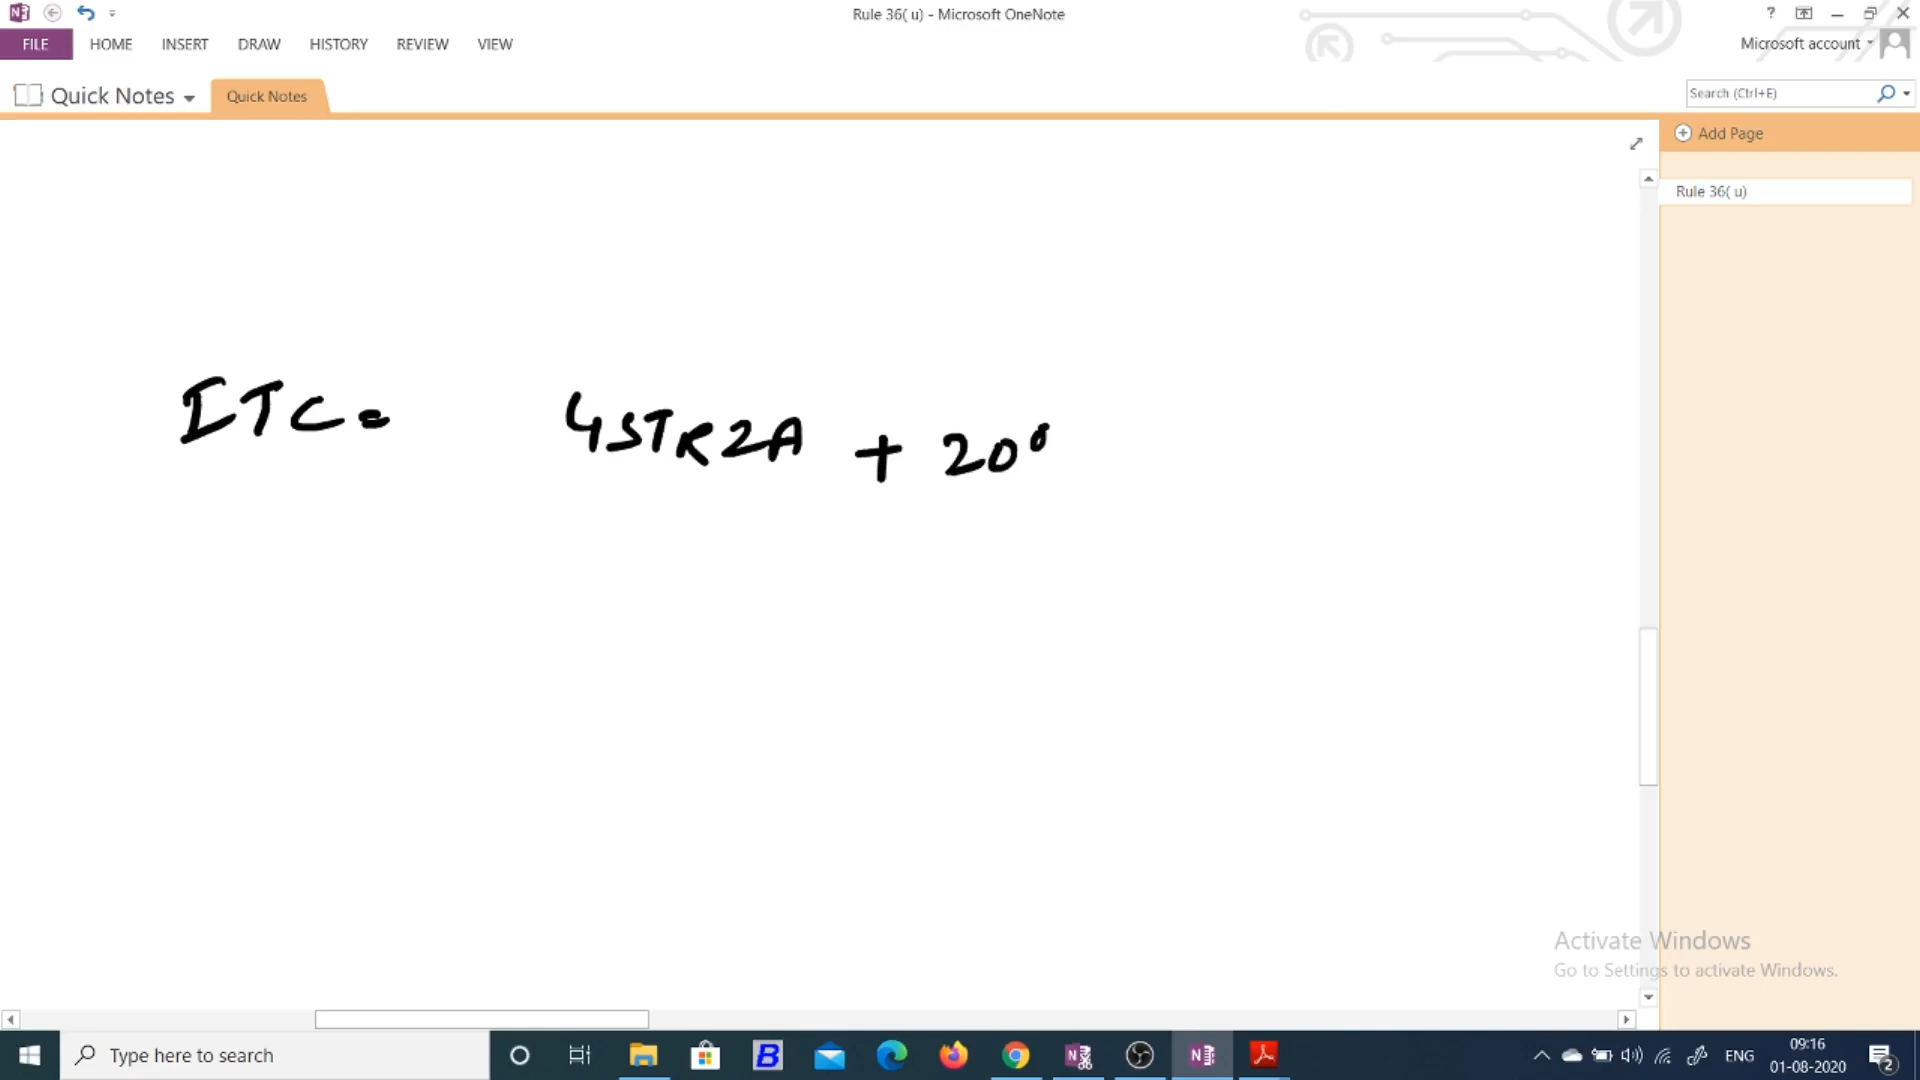 Rule 36( u) - Microsoft OneNote
?
FILE HOME INSERT DRAW HISTORY REVIEW VIEW
Microsoft account
Quick Notes
Quick Notes
Search (Ctrl+E)
Add Page
Rule 36( u)
ITC = 4STR2A + 20
Activate Windows
Go to Settings to activate Windows.
Type here to search
ENG
09:16
01-08-2020
2